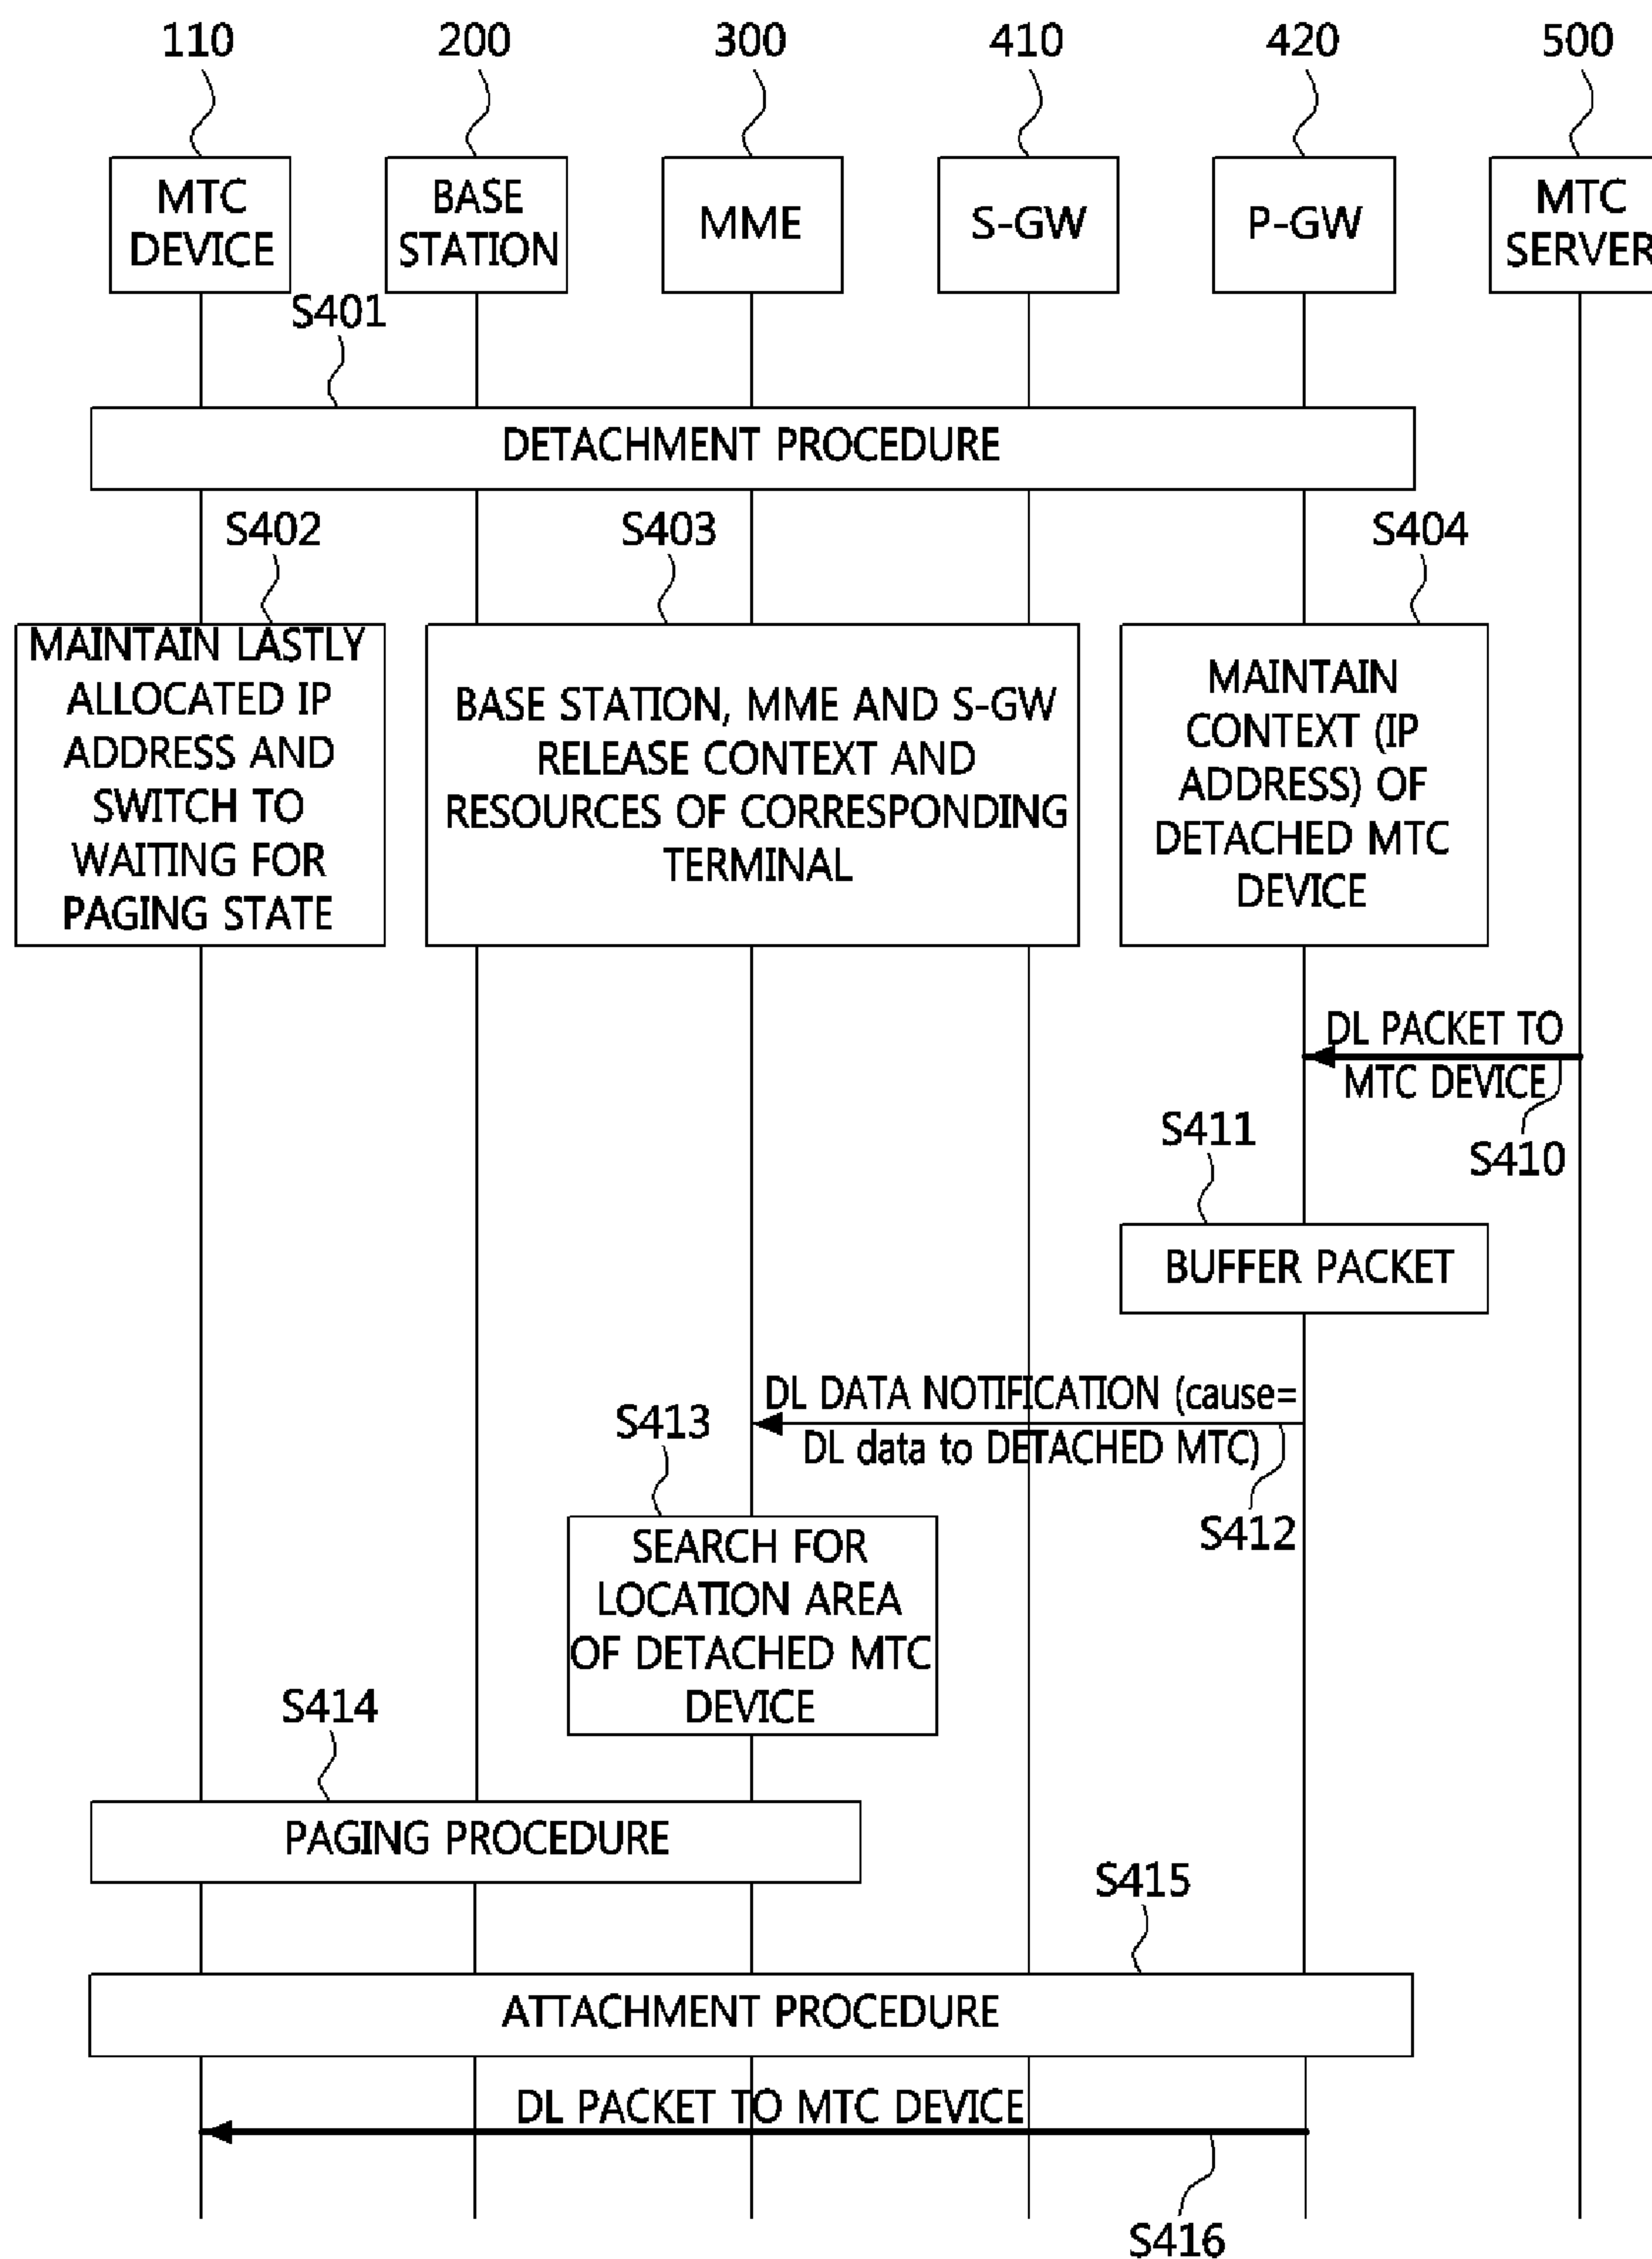 110
200
300
410
420
500
MTC
DEVICE
BASE
STATION
MME
S-GW
P-GW
MTC
SERVER
S401
DETACHMENT PROCEDURE
S402
S403
S404
MAINTAIN LASTLY
ALLOCATED IP
ADDRESS AND
SWITCH TO
WAITING FOR
PAGING STATE
BASE STATION, MME AND S-GW
RELEASE CONTEXT AND
RESOURCES OF CORRESPONDING
TERMINAL
MAINTAIN
CONTEXT (IP
ADDRESS) OF
DETACHED MTC
DEVICE
DL PACKET TO
MTC DEVICE
S410
S411
BUFFER PACKET
DL DATA NOTIFICATION (cause=
DL data to DETACHED MTC)
S412
S413
SEARCH FOR
LOCATION AREA
OF DETACHED MTC
DEVICE
S414
PAGING PROCEDURE
S415
ATTACHMENT PROCEDURE
DL PACKET TO MTC DEVICE
S416